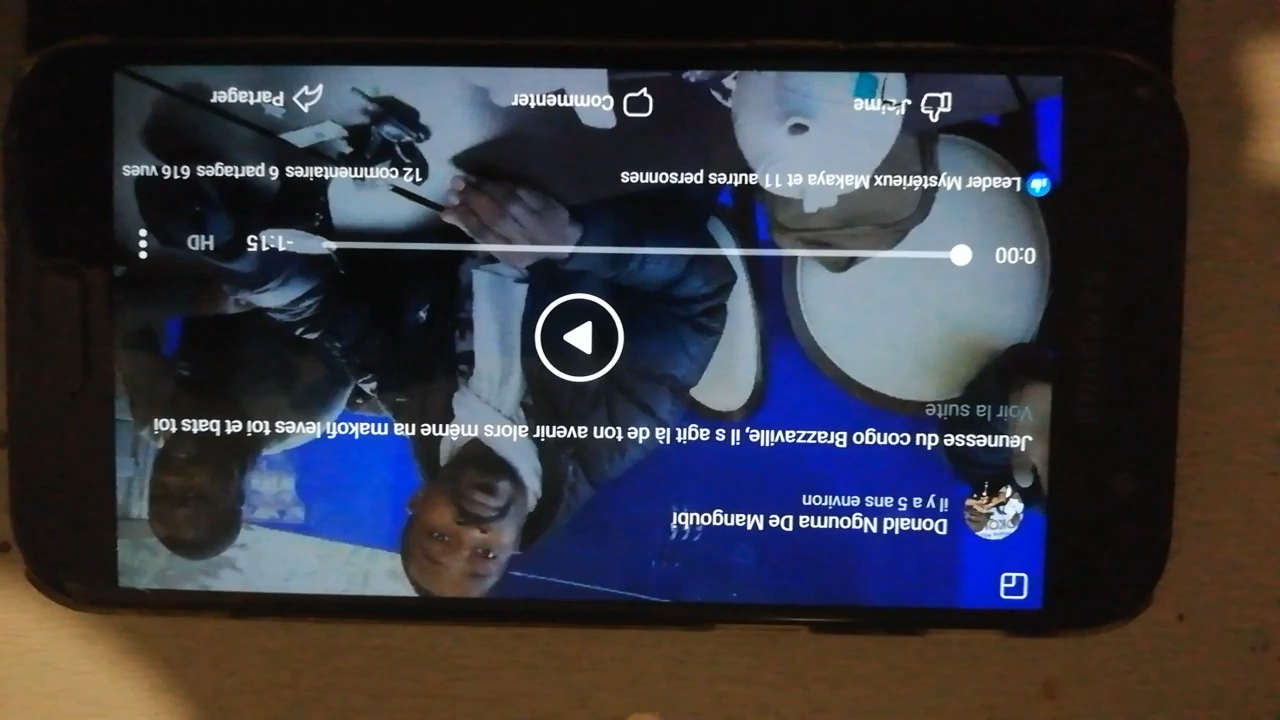 Donald Ngouma De Mangoubi
il y a 5 ans environ
Jeunesse du congo Brazzaville, il s agit là de ton avenir alors même na makofi leves toi et bats toi
Voir la suite
0:00
-1:15
HD
Leader Mystérieux Makaya et 11 autres personnes
12 commentaires 6 partages 616 vues
J'aime
Commenter
Partager